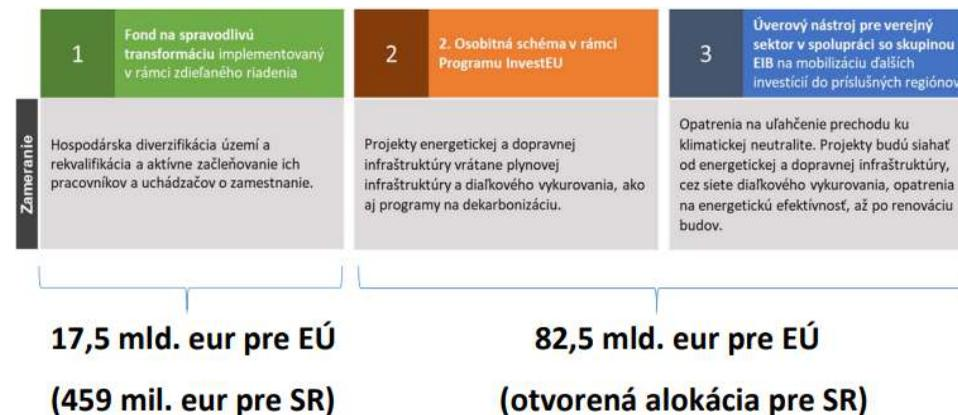 1
Fond na spravodlivú
transformáciu implementovaný
v rámci zdieľaného riadenia
2
2. Osobitná schéma v rámci
Programu InvestEU
3
Úverový nástroj pre verejný
sektor v spolupráci so skupinou
EIB na mobilizáciu ďalších
investícií do príslušných regiónov
Zameranie
Hospodárska diverzifikácia území a
rekvalifikácia a aktívne začleňovanie ich
pracovníkov a uchádzačov o zamestnanie.
Projekty energetickej a dopravnej
infraštruktúry vrátane plynovej
infraštruktúry a diaľkového vykurovania, ako
aj programy na dekarbonizáciu.
Opatrenia na uľahčenie prechodu ku
klimatickej neutralite. Projekty budú siahať
od energetickej a dopravnej infraštruktúry,
cez siete diaľkového vykurovania, opatrenia
na energetickú efektívnosť, až po renováciu
budov.
17,5 mld. eur pre EÚ
(459 mil. eur pre SR)
82,5 mld. eur pre EÚ
(otvorená alokácia pre SR)